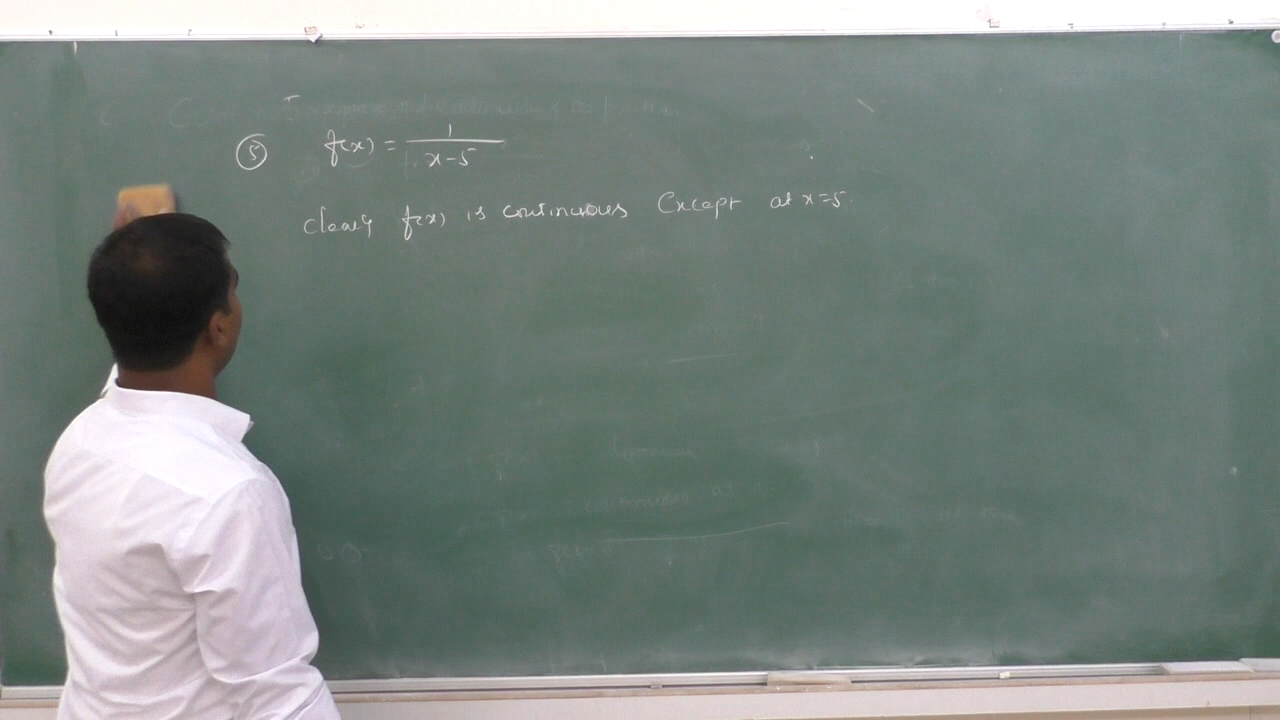 ⑤ f(x) = 1/(x-5)
clearly f(x) is continuous Except at x=5.